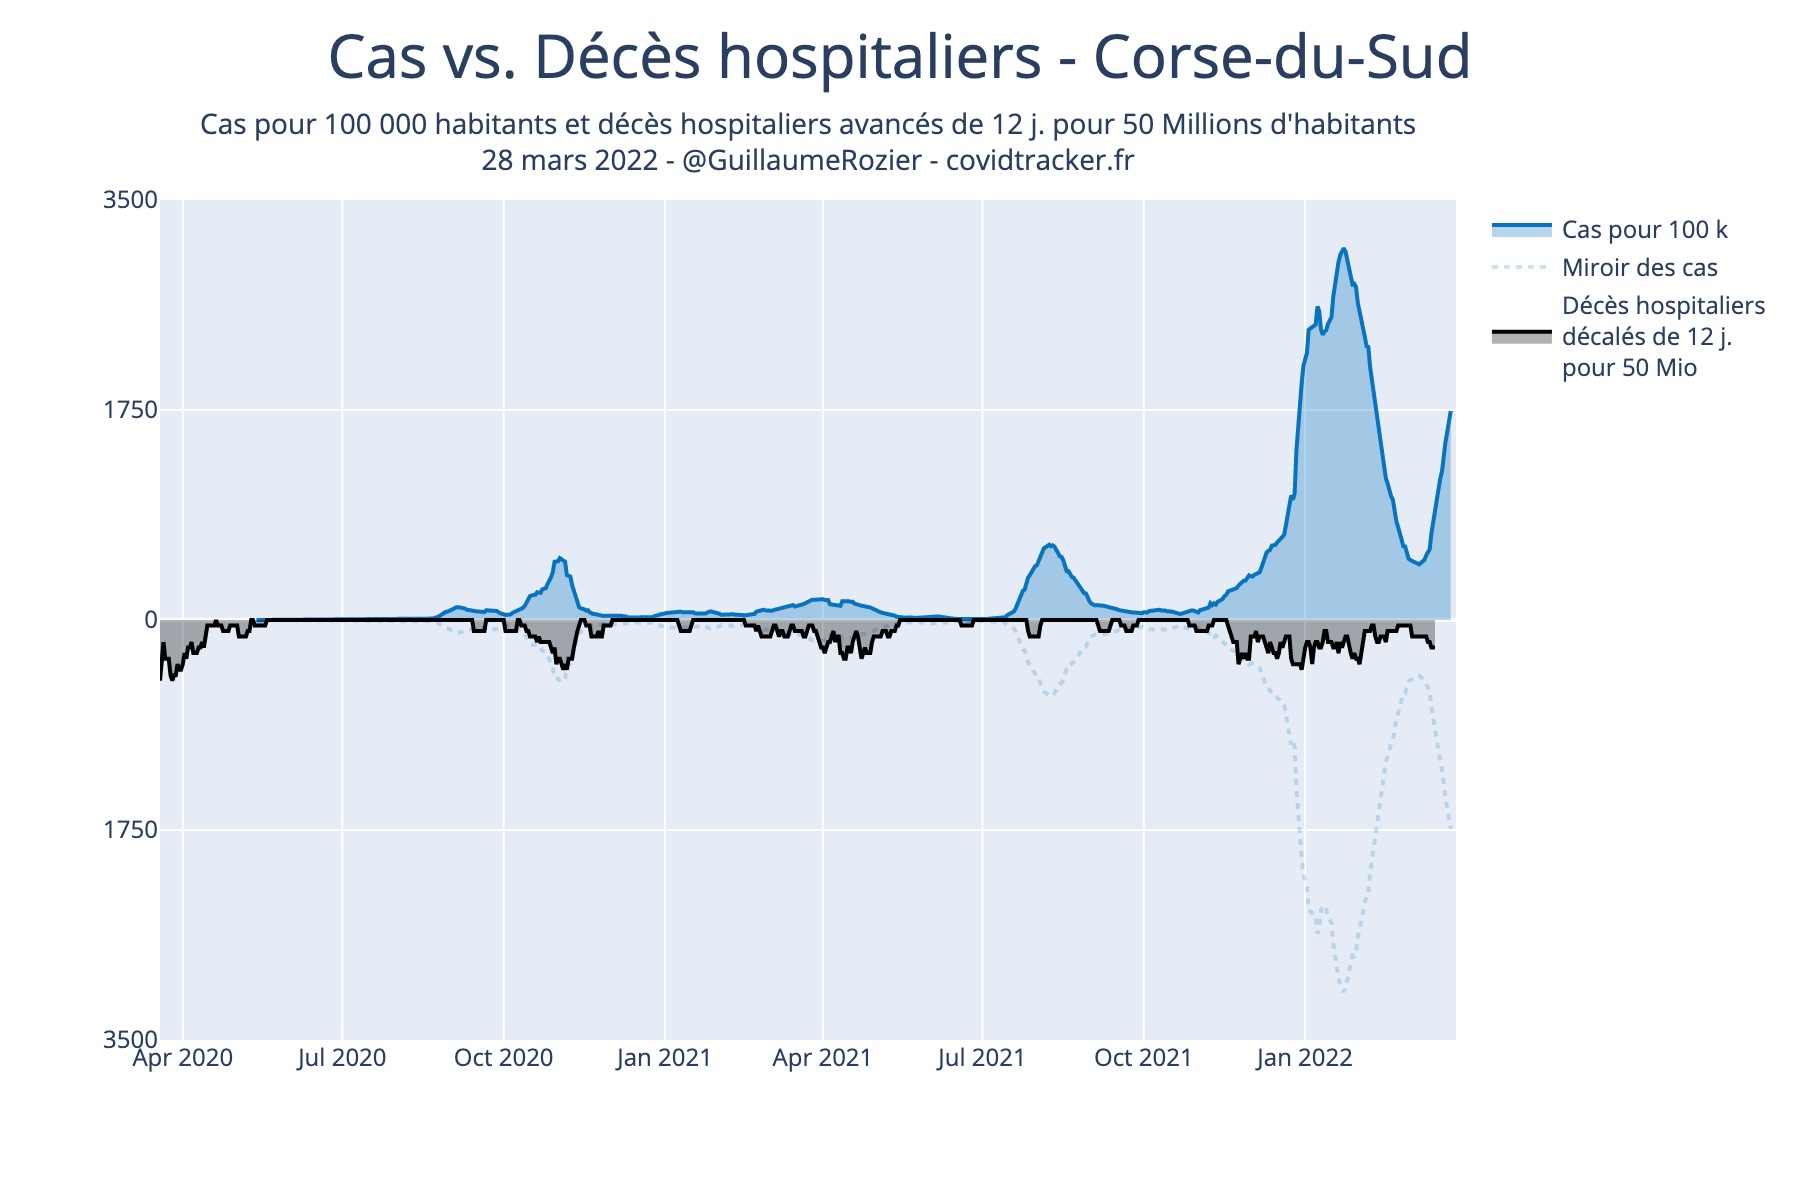 Cas vs. Décès hospitaliers - Corse-du-Sud
Cas pour 100 000 habitants et décès hospitaliers avancés de 12 j. pour 50 Millions d'habitants
28 mars 2022 - @GuillaumeRozier - covidtracker.fr
3500
1750
0
1750
3500
Apr 2020
Jul 2020
Oct 2020
Jan 2021
Apr 2021
Jul 2021
Oct 2021
Jan 2022
Cas pour 100 k
Miroir des cas
Décès hospitaliers
décalés de 12 j.
pour 50 Mio